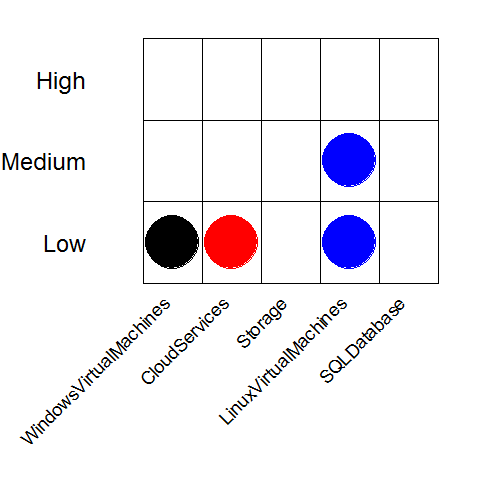 High
Medium
Low
WindowsVirtualMachines
CloudServices
Storage
LinuxVirtualMachines
SQLDatabase